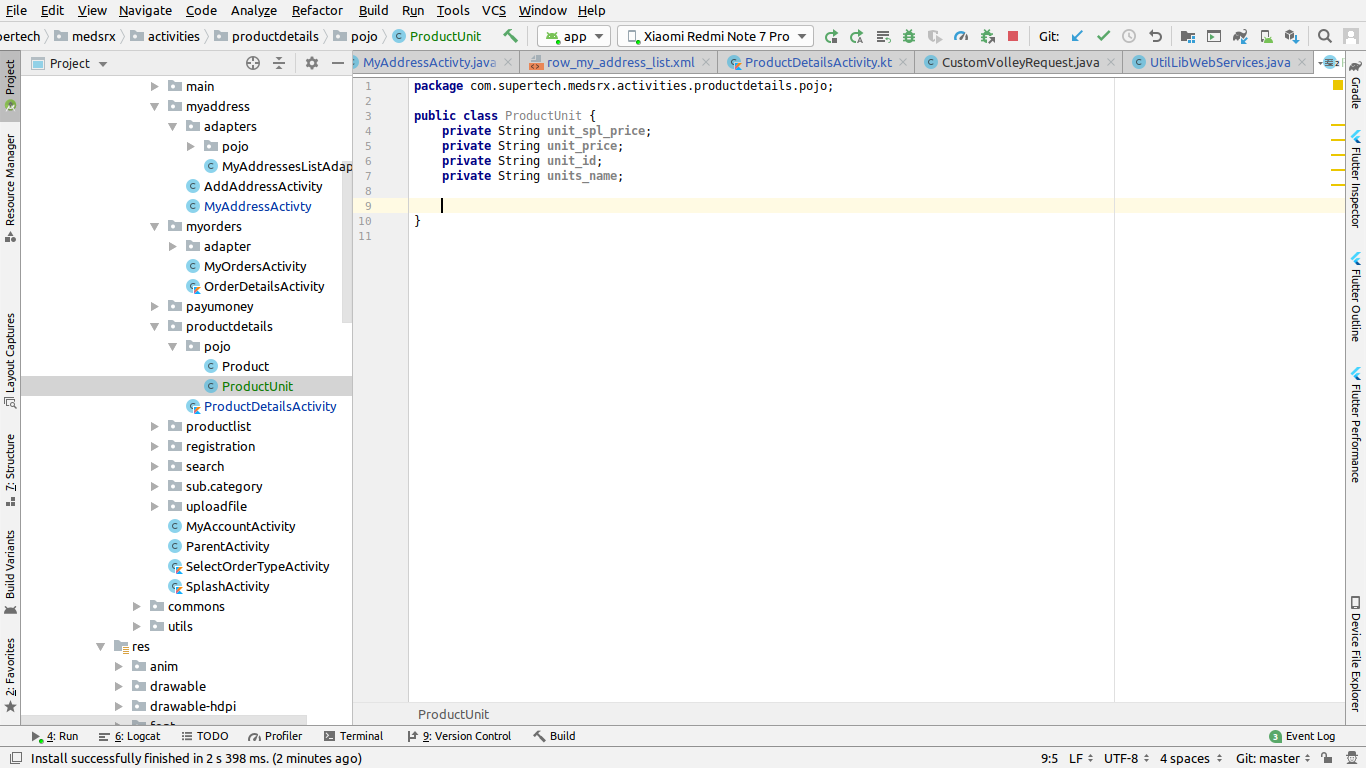 File Edit View Navigate Code Analyze Refactor Build Run Tools VCS Window Help
pertech medsrx activities productdetails pojo ProductUnit app Xiaomi Redmi Note 7 Pro Git:
Project MyAddressActivty.java row_my_address_list.xml ProductDetailsActivity.kt CustomVolleyRequest.java UtilLibWebServices.java 2
main
myaddress
adapters
pojo
MyAddressesListAdap
AddAddressActivity
MyAddressActivty
myorders
adapter
MyOrdersActivity
OrderDetailsActivity
payumoney
productdetails
pojo
Product
ProductUnit
ProductDetailsActivity
productlist
registration
search
sub.category
uploadfile
MyAccountActivity
ParentActivity
SelectOrderTypeActivity
SplashActivity
commons
utils
res
anim
drawable
drawable-hdpi
font
1 package com.supertech.medsrx.activities.productdetails.pojo;
2
3 public class ProductUnit {
4 private String unit_spl_price;
5 private String unit_price;
6 private String unit_id;
7 private String units_name;
8
9
10 }
11
ProductUnit
Project
Resource Manager
Layout Captures
7: Structure
Build Variants
2: Favorites
Gradle
Flutter Inspector
Flutter Outline
Flutter Performance
Device File Explorer
4: Run 6: Logcat TODO Profiler Terminal 9: Version Control Build 3 Event Log
Install successfully finished in 2 s 398 ms. (2 minutes ago) 9:5 LF UTF-8 4 spaces Git: master